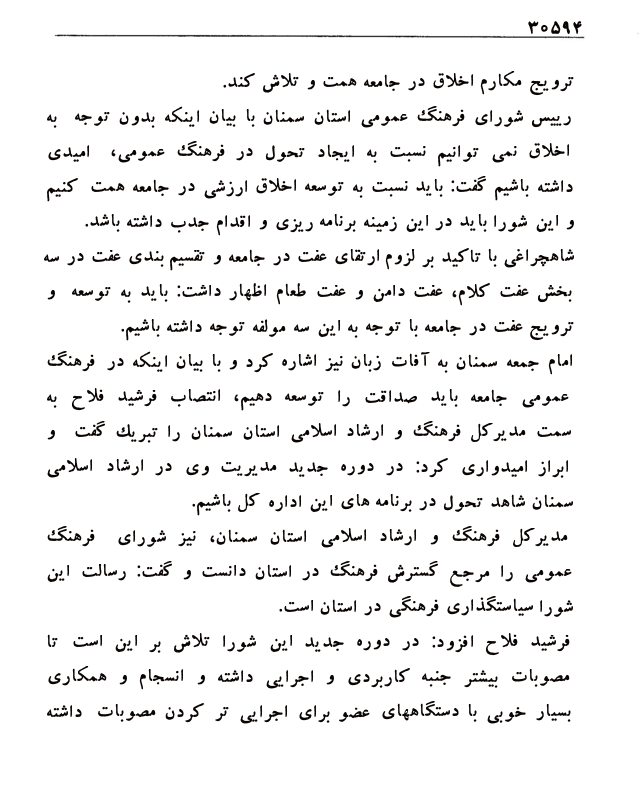 ۳۰۵۹۴
ترویج مکارم اخلاق در جامعه همت و تلاش کند.
رییس شورای فرهنگ عمومی استان سمنان با بیان اینکه بدون توجه به
اخلاق نمی توانیم نسبت به ایجاد تحول در فرهنگ عمومی، امیدی
داشته باشیم گفت: باید نسبت به توسعه اخلاق ارزشی در جامعه همت کنیم
و این شورا باید در این زمینه برنامه ریزی و اقدام جدب داشته باشد.
شاهچراغی با تاکید بر لزوم ارتقای عفت در جامعه و تقسیم بندی عفت در سه
بخش عفت کلام، عفت دامن و عفت طعام اظهار داشت: باید به توسعه و
ترویج عفت در جامعه با توجه به این سه مولفه توجه داشته باشیم.
امام جمعه سمنان به آفات زبان نیز اشاره کرد و با بیان اینکه در فرهنگ
عمومی جامعه باید صداقت را توسعه دهیم، انتصاب فرشید فلاح به
سمت مدیرکل فرهنگ و ارشاد اسلامی استان سمنان را تبریک گفت و
ابراز امیدواری کرد: در دوره جدید مدیریت وی در ارشاد اسلامی
سمنان شاهد تحول در برنامه های این اداره کل باشیم.
مدیرکل فرهنگ و ارشاد اسلامی استان سمنان، نیز شورای فرهنگ
عمومی را مرجع گسترش فرهنگ در استان دانست و گفت: رسالت این
شورا سیاستگذاری فرهنگی در استان است.
فرشید فلاح افزود: در دوره جدید این شورا تلاش بر این است تا
مصوبات بیشتر جنبه کاربردی و اجرایی داشته و انسجام و همکاری
بسیار خوبی با دستگاههای عضو برای اجرایی تر کردن مصوبات داشته